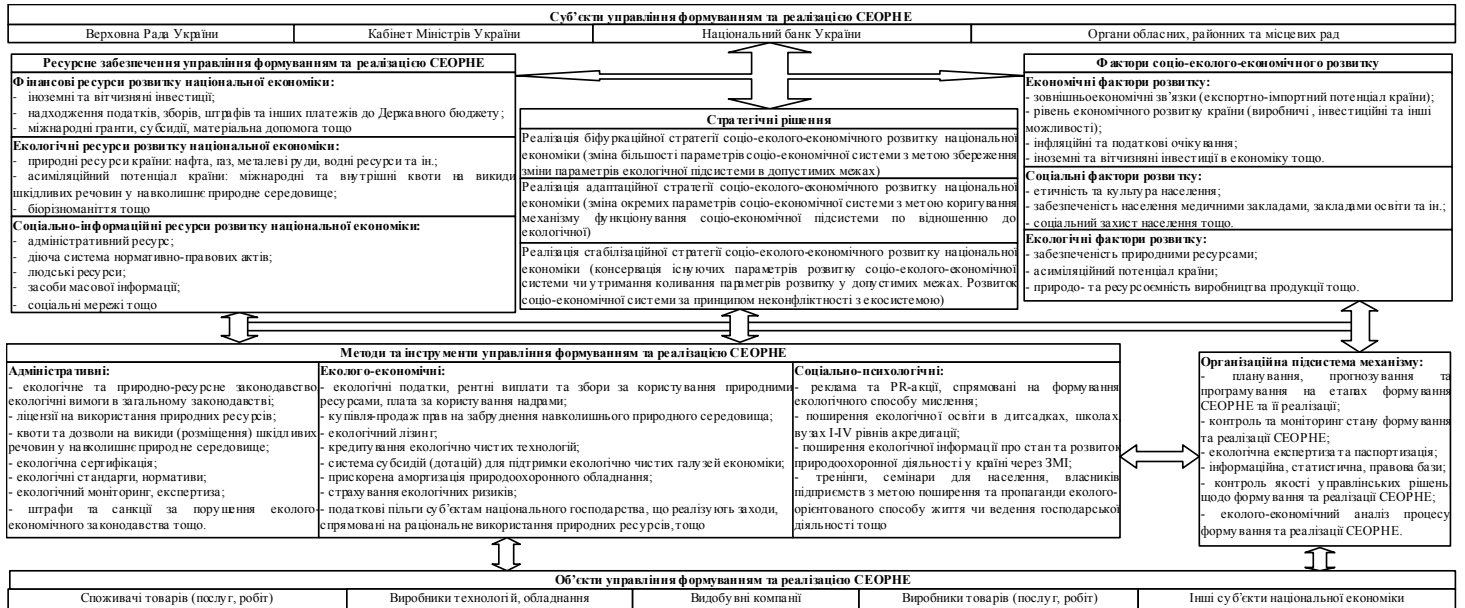 Суб’єкти управління формуванням та реалізацією СЕОРНЕ
Верховна Рада України
Кабінет Міністрів України
Національний банк України
Органи обласних, районних та місцевих рад
Ресурсне забезпечення управління формуванням та реалізацією СЕОРНЕ
Фінансові ресурси розвитку національної економіки:
- іноземні та вітчизняні інвестиції;
- надходження податків, зборів, штрафів та інших платежів до Державного бюджету;
- міжнародні гранти, субсидії, матеріальна допомога тощо
Екологічні ресурси розвитку національної економіки:
- природні ресурси країни: нафта, газ, металеві руди, водні ресурси та ін.;
- асиміляційний потенціал країни: міжнародні та внутрішні квоти на викиди
шкідливих речовин у навколишнє природне середовище;
- біорізноманіття тощо
Соціально-інформаційні ресурси розвитку національної економіки:
- адміністративний ресурс;
- діюча система нормативно-правових актів;
- людські ресурси;
- засоби масової інформації;
- соціальні мережі тощо
Стратегічні рішення
Реалізація біфуркаційної стратегії соціо-еколого-економічного розвитку національної
економіки (зміна більшості параметрів соціо-економічної системи з метою збереження
зміни параметрів екологічної підсистеми в допустимих межах)
Реалізація адаптаційної стратегії соціо-еколого-економічного розвитку національної
економіки (зміна окремих параметрів соціо-економічної системи з метою коригування
механізму функціонування соціо-економічної підсистеми по відношенню до
екологічної)
Реалізація стабілізаційної стратегії соціо-еколого-економічного розвитку національної
економіки (консервація існуючих параметрів розвитку соціо-еколого-економічної
системи чи утримання коливання параметрів розвитку у допустимих межах. Розвиток
соціо-економічної системи за принципом неконфліктності з екосистемою)
Фактори соціо-еколого-економічного розвитку
Економічні фактори розвитку:
- зовнішньоекономічні зв’язки (експортно-імпортний потенціал країни);
- рівень економічного розвитку країни (виробничі , інвестиційні та інші
можливості);
- інфляційні та податкові очікування;
- іноземні та вітчизняні інвестиції в економіку тощо.
Соціальні фактори розвитку:
- етичність та культура населення;
- забезпеченість населення медичними закладами, закладами освіти та ін.;
- соціальний захист населення тощо.
Екологічні фактори розвитку:
- забезпеченість природними ресурсами;
- асиміляційний потенціал країни;
- природо- та ресурсоємність виробництва продукції тощо.
Методи та інструменти управління формуванням та реалізацією СЕОРНЕ
Адміністративні:
- екологічне та природно-ресурсне законодавство
екологічні вимоги в загальному законодавстві;
- ліцензії на використання природних ресурсів;
- квоти та дозволи на викиди (розміщення) шкідливих
речовин у навколишнє природне середовище;
- екологічна сертифікація;
- екологічні стандарти, нормативи;
- екологічний моніторинг, експертиза;
- штрафи та санкції за порушення еколого-
економічного законодавства тощо.
Еколого-економічні:
- екологічні податки, рентні виплати та збори за користування природними
ресурсами, плата за користування надрами;
- купівля-продаж прав на забруднення навколишнього природного середовища;
- екологічний лізинг;
- кредитування екологічно чистих технологій;
- система субсидій (дотацій) для підтримки екологічно чистих галузей економіки;
- прискорена амортизація природоохоронного обладнання;
- страхування екологічних ризиків;
- податкові пільги суб’єктам національного господарства, що реалізують заходи,
спрямовані на раціональне використання природних ресурсів, тощо
Соціально-психологічні:
- реклама та PR-акції, спрямовані на формування
екологічного способу мислення;
- поширення екологічної освіти в дитсадках, школах,
вузах I-IV рівнів акредитації;
- поширення екологічної інформації про стан та розвиток
природоохоронної діяльності у країні через ЗМІ;
- тренінги, семінари для населення, власників
підприємств з метою поширення та пропаганди еколого-
орієнтованого способу життя чи ведення господарської
діяльності тощо
Організаційна підсистема механізму:
- планування, прогнозування та
програмування на етапах формування
СЕОРНЕ та її реалізації;
- контроль та моніторинг стану формування
та реалізації СЕОРНЕ;
- екологічна експертиза та паспортизація;
- інформаційна, статистична, правова бази;
- контроль якості управлінських рішень
щодо формування та реалізації СЕОРНЕ;
- еколого-економічний аналіз процесу
формування та реалізації СЕОРНЕ.
Об’єкти управління формуванням та реалізацією СЕОРНЕ
Споживачі товарів (послуг, робіт)
Виробники технологій, обладнання
Видобувні компанії
Виробники товарів (послуг, робіт)
Інші суб’єкти національної економіки